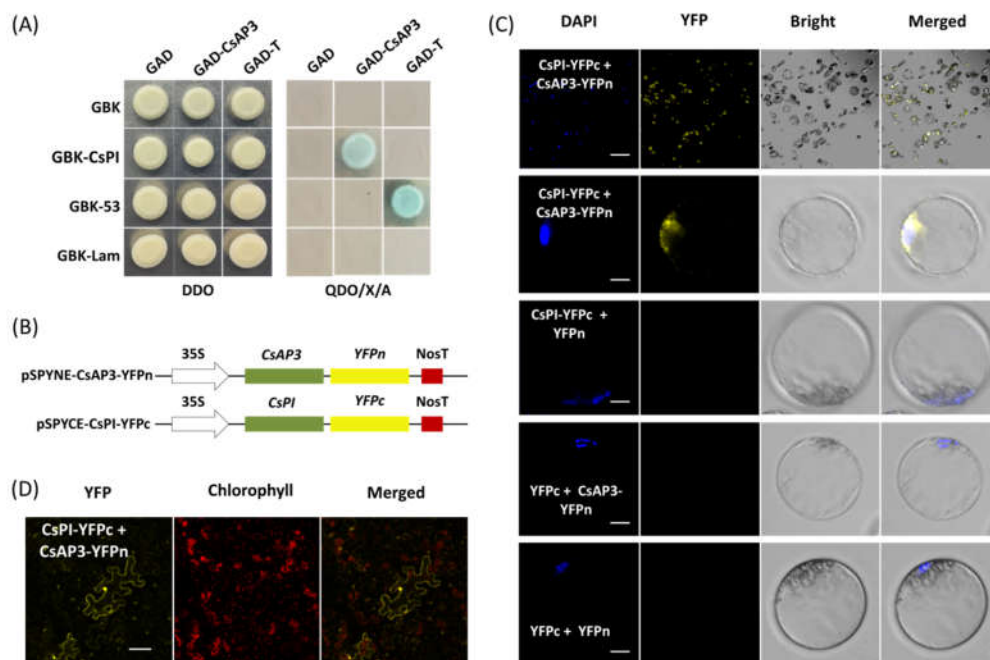 (A)
GAD
GAD-CsAP3
GAD-T
GAD
GAD-CsAP3
GAD-T
GBK
GBK-CsPI
GBK-53
GBK-Lam
DDO
QDO/X/A
(B)
35S
CsAP3
YFPn
NosT
pSPYNE-CsAP3-YFPn
35S
CsPI
YFPc
NosT
pSPYCE-CsPI-YFPc
(D)
YFP
Chlorophyll
Merged
CsPI-YFPc +
CsAP3-YFPn
(C)
DAPI
YFP
Bright
Merged
CsPI-YFPc +
CsAP3-YFPn
CsPI-YFPc +
CsAP3-YFPn
CsPI-YFPc +
YFPn
YFPc + CsAP3-
YFPn
YFPc + YFPn